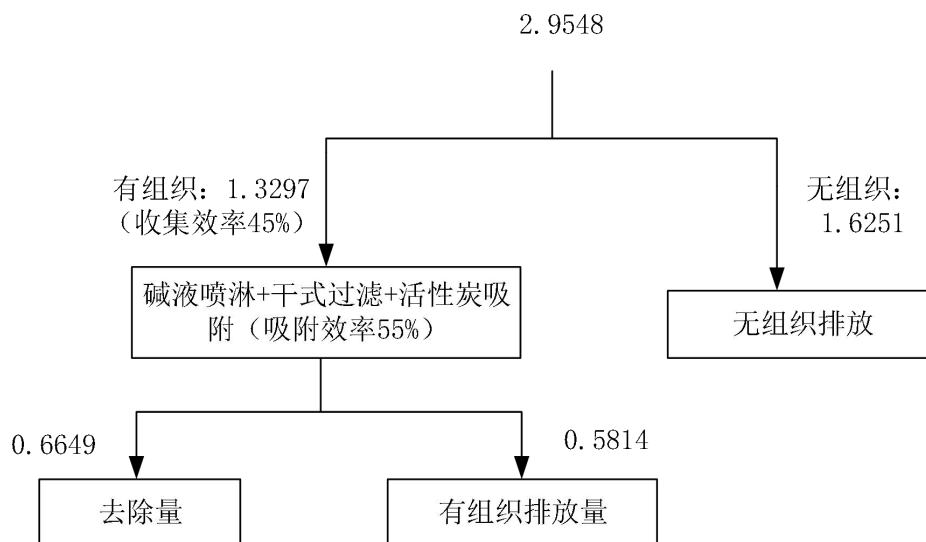 2.9548
有组织：1.3297
（收集效率45%）
无组织：
1.6251
碱液喷淋+干式过滤+活性炭吸
附（吸附效率55%）
无组织排放
0.6649
0.5814
去除量
有组织排放量